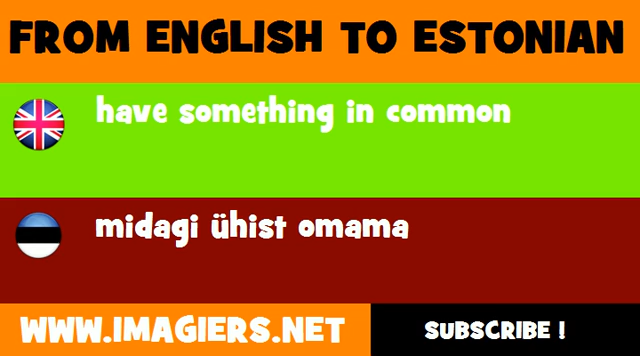 FROM ENGLISH TO ESTONIAN
have something in common
midagi ühist omama
WWW.IMAGIERS.NET
SUBSCRIBE !